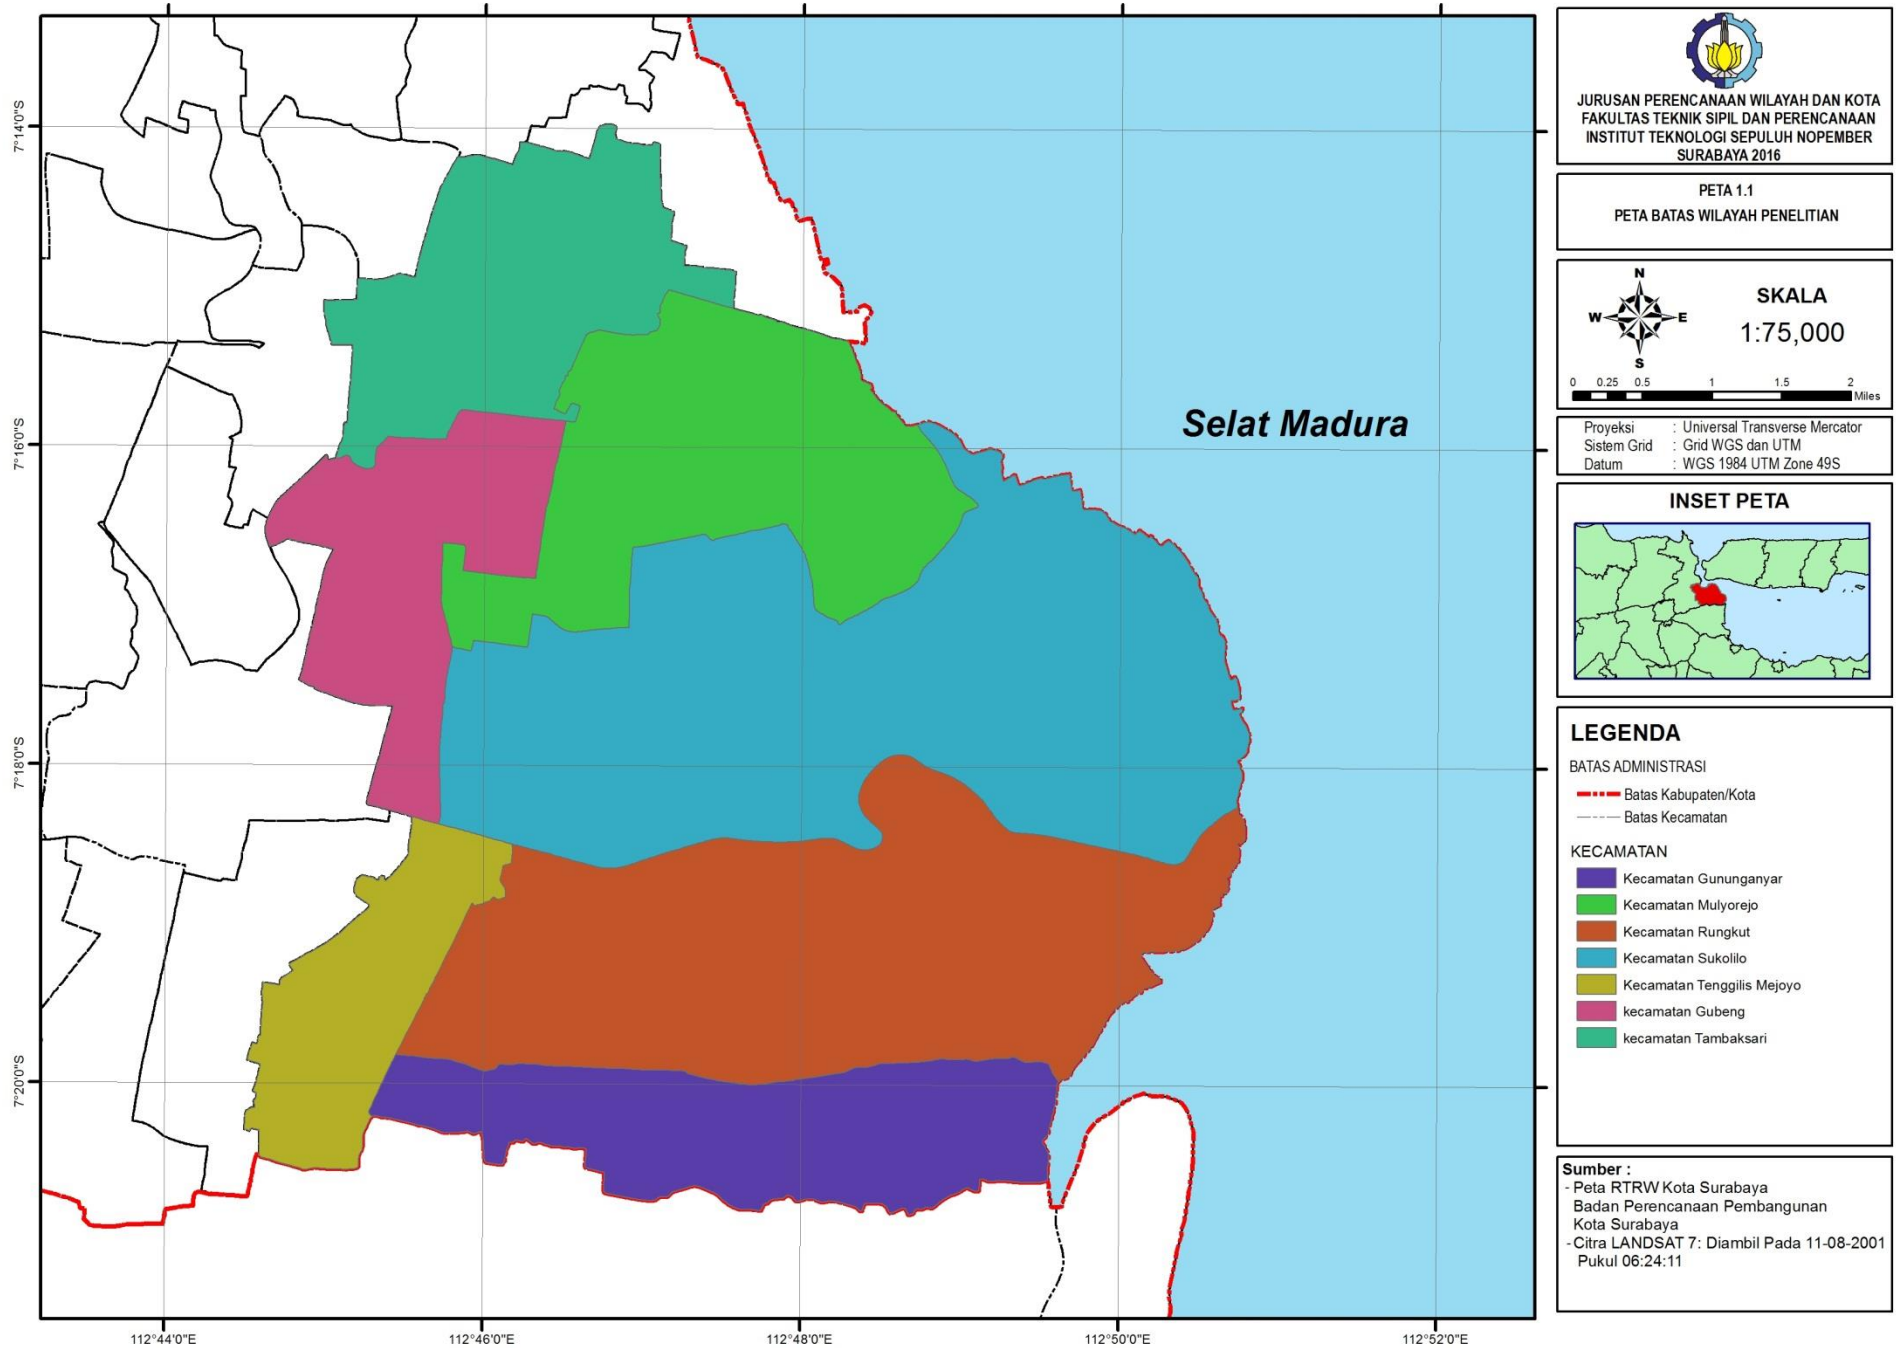 7°14'0"S
7°16'0"S
7°18'0"S
7°20'0"S
112°44'0"E
112°46'0"E
112°48'0"E
112°50'0"E
112°52'0"E
Selat Madura
JURUSAN PERENCANAAN WILAYAH DAN KOTA
FAKULTAS TEKNIK SIPIL DAN PERENCANAAN
INSTITUT TEKNOLOGI SEPULUH NOPEMBER
SURABAYA 2016
PETA 1.1
PETA BATAS WILAYAH PENELITIAN
N
W E
S
SKALA
1:75,000
0 0.25 0.5 1 1.5 2
Miles
Proyeksi : Universal Transverse Mercator
Sistem Grid : Grid WGS dan UTM
Datum : WGS 1984 UTM Zone 49S
INSET PETA
LEGENDA
BATAS ADMINISTRASI
Batas Kabupaten/Kota
Batas Kecamatan
KECAMATAN
Kecamatan Gununganyar
Kecamatan Mulyorejo
Kecamatan Rungkut
Kecamatan Sukolilo
Kecamatan Tenggilis Mejoyo
kecamatan Gubeng
kecamatan Tambaksari
Sumber :
- Peta RTRW Kota Surabaya
Badan Perencanaan Pembangunan
Kota Surabaya
- Citra LANDSAT 7: Diambil Pada 11-08-2001
Pukul 06:24:11